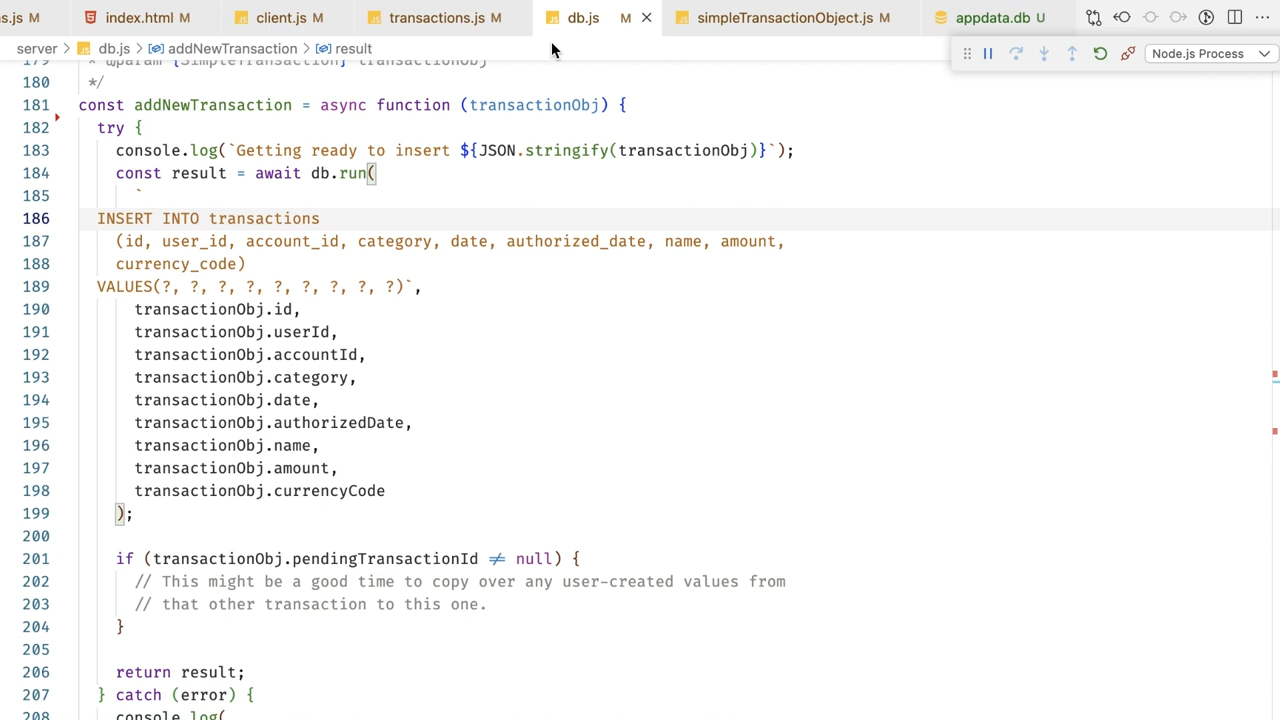 s.js M index.html M client.js M transactions.js M db.js M simpleTransactionObject.js M appdata.db U
server > db.js > addNewTransaction > result
Node.js Process
179 * @param {SimpleTransaction} transactionObj
180 */
181 const addNewTransaction = async function (transactionObj) {
182 try {
183 console.log(`Getting ready to insert ${JSON.stringify(transactionObj)}`);
184 const result = await db.run(
185 `
186 INSERT INTO transactions
187 (id, user_id, account_id, category, date, authorized_date, name, amount,
188 currency_code)
189 VALUES(?, ?, ?, ?, ?, ?, ?, ?, ?)`,
190 transactionObj.id,
191 transactionObj.userId,
192 transactionObj.accountId,
193 transactionObj.category,
194 transactionObj.date,
195 transactionObj.authorizedDate,
196 transactionObj.name,
197 transactionObj.amount,
198 transactionObj.currencyCode
199 );
200
201 if (transactionObj.pendingTransactionId ≠ null) {
202 // This might be a good time to copy over any user-created values from
203 // that other transaction to this one.
204 }
205
206 return result;
207 } catch (error) {
208 console.log(